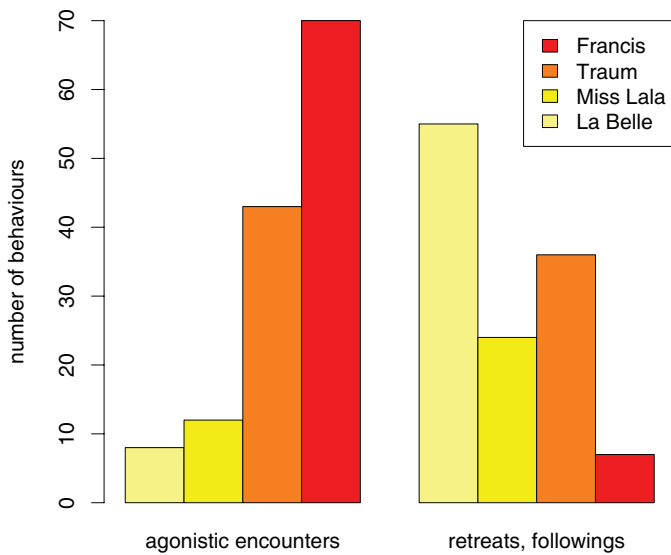 number of behaviours
70
60
50
40
30
20
10
0
Francis
Traum
Miss Lala
La Belle
agonistic encounters
retreats, followings